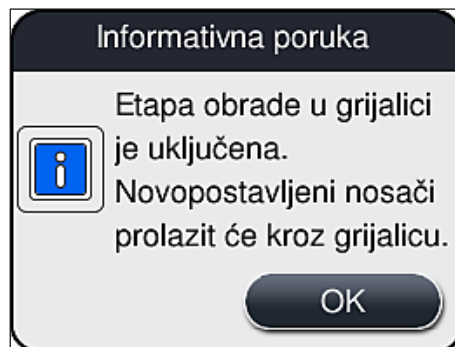 Informativna poruka
Etapa obrade u grijalici
je uključena.
Novopostavljeni nosači
prolazit će kroz grijalicu.
OK